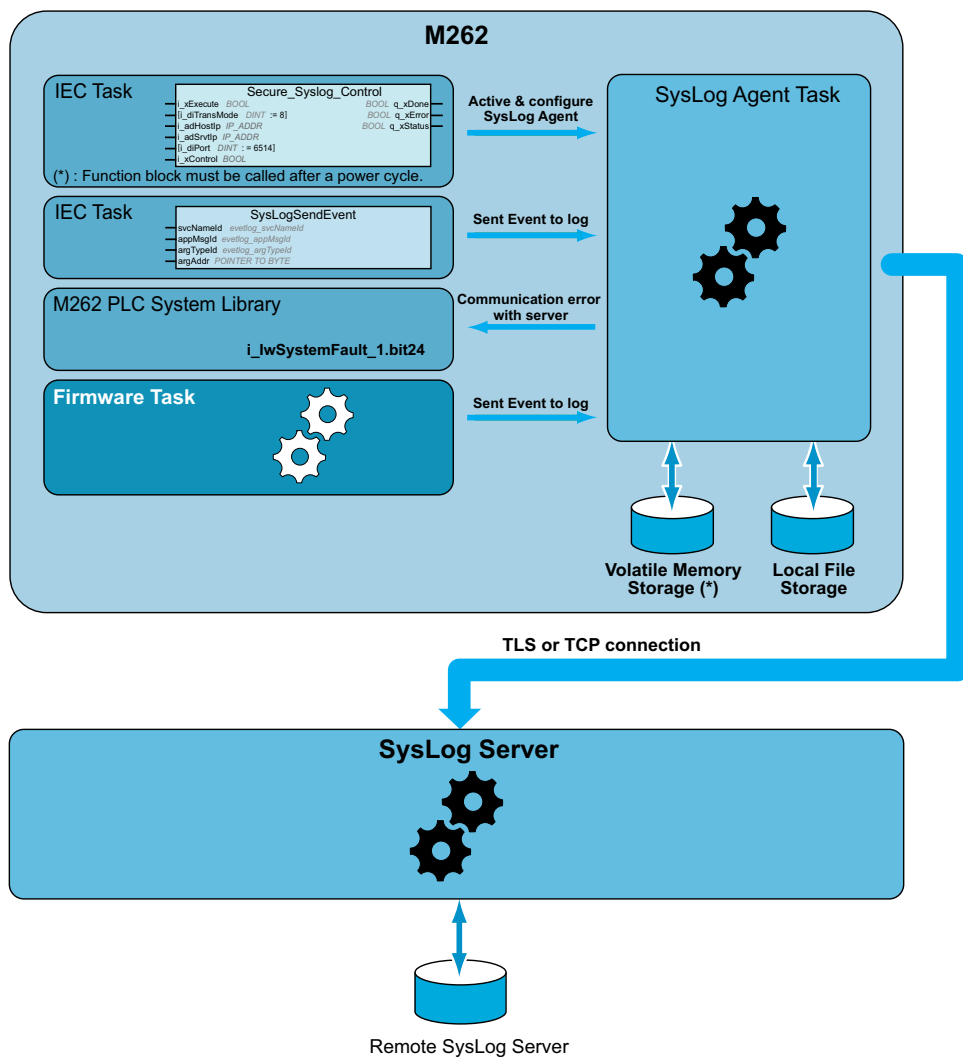 M262
IEC Task
Secure_Syslog_Control
i_xExecute BOOL
BOOL q_xDone
[i_diTransMode DINT := 8]
BOOL q_xError
i_adHostIp IP_ADDR
BOOL q_xStatus
i_adSrvtIp IP_ADDR
[i_diPort DINT : = 6514]
i_xControl BOOL
(*) : Function block must be called after a power cycle.
Active & configure
SysLog Agent
SysLog Agent Task
IEC Task
SysLogSendEvent
svcNameId evetlog_svcNameId
appMsgId evetlog_appMsgId
argTypeId evetlog_argTypeId
argAddr POINTER TO BYTE
Sent Event to log
M262 PLC System Library
i_lwSystemFault_1.bit24
Communication error
with server
Firmware Task
Sent Event to log
Volatile Memory
Storage (*)
Local File
Storage
TLS or TCP connection
SysLog Server
Remote SysLog Server